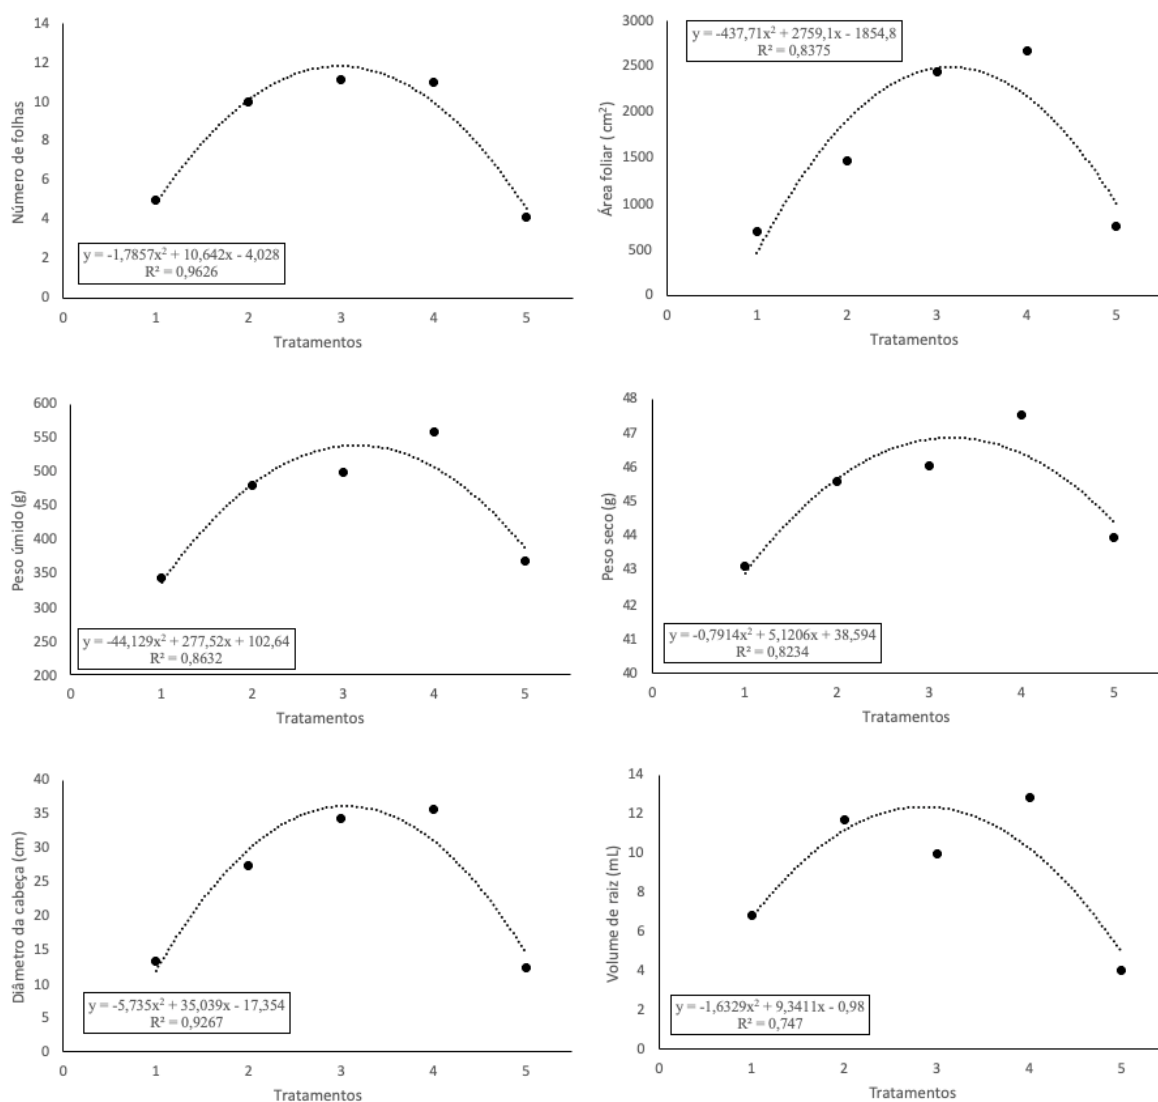 Número de folhas
14
12
10
8
6
4
2
0
y = -1,7857x² + 10,642x - 4,028
R² = 0,9626
0 1 2 3 4 5
Tratamentos
Área foliar ( cm²)
3000
2500
2000
1500
1000
500
0
y = -437,71x² + 2759,1x - 1854,8
R² = 0,8375
0 1 2 3 4 5
Tratamentos
Peso úmido (g)
600
550
500
450
400
350
300
250
200
y = -44,129x² + 277,52x + 102,64
R² = 0,8632
0 1 2 3 4 5
Tratamentos
Peso seco (g)
48
47
46
45
44
43
42
41
40
y = -0,7914x² + 5,1206x + 38,594
R² = 0,8234
0 1 2 3 4 5
Tratamentos
Diâmetro da cabeça (cm)
40
35
30
25
20
15
10
5
0
y = -5,735x² + 35,039x - 17,354
R² = 0,9267
0 1 2 3 4 5
Tratamentos
Volume de raiz (mL)
14
12
10
8
6
4
2
0
y = -1,6329x² + 9,3411x - 0,98
R² = 0,747
0 1 2 3 4 5
Tratamentos